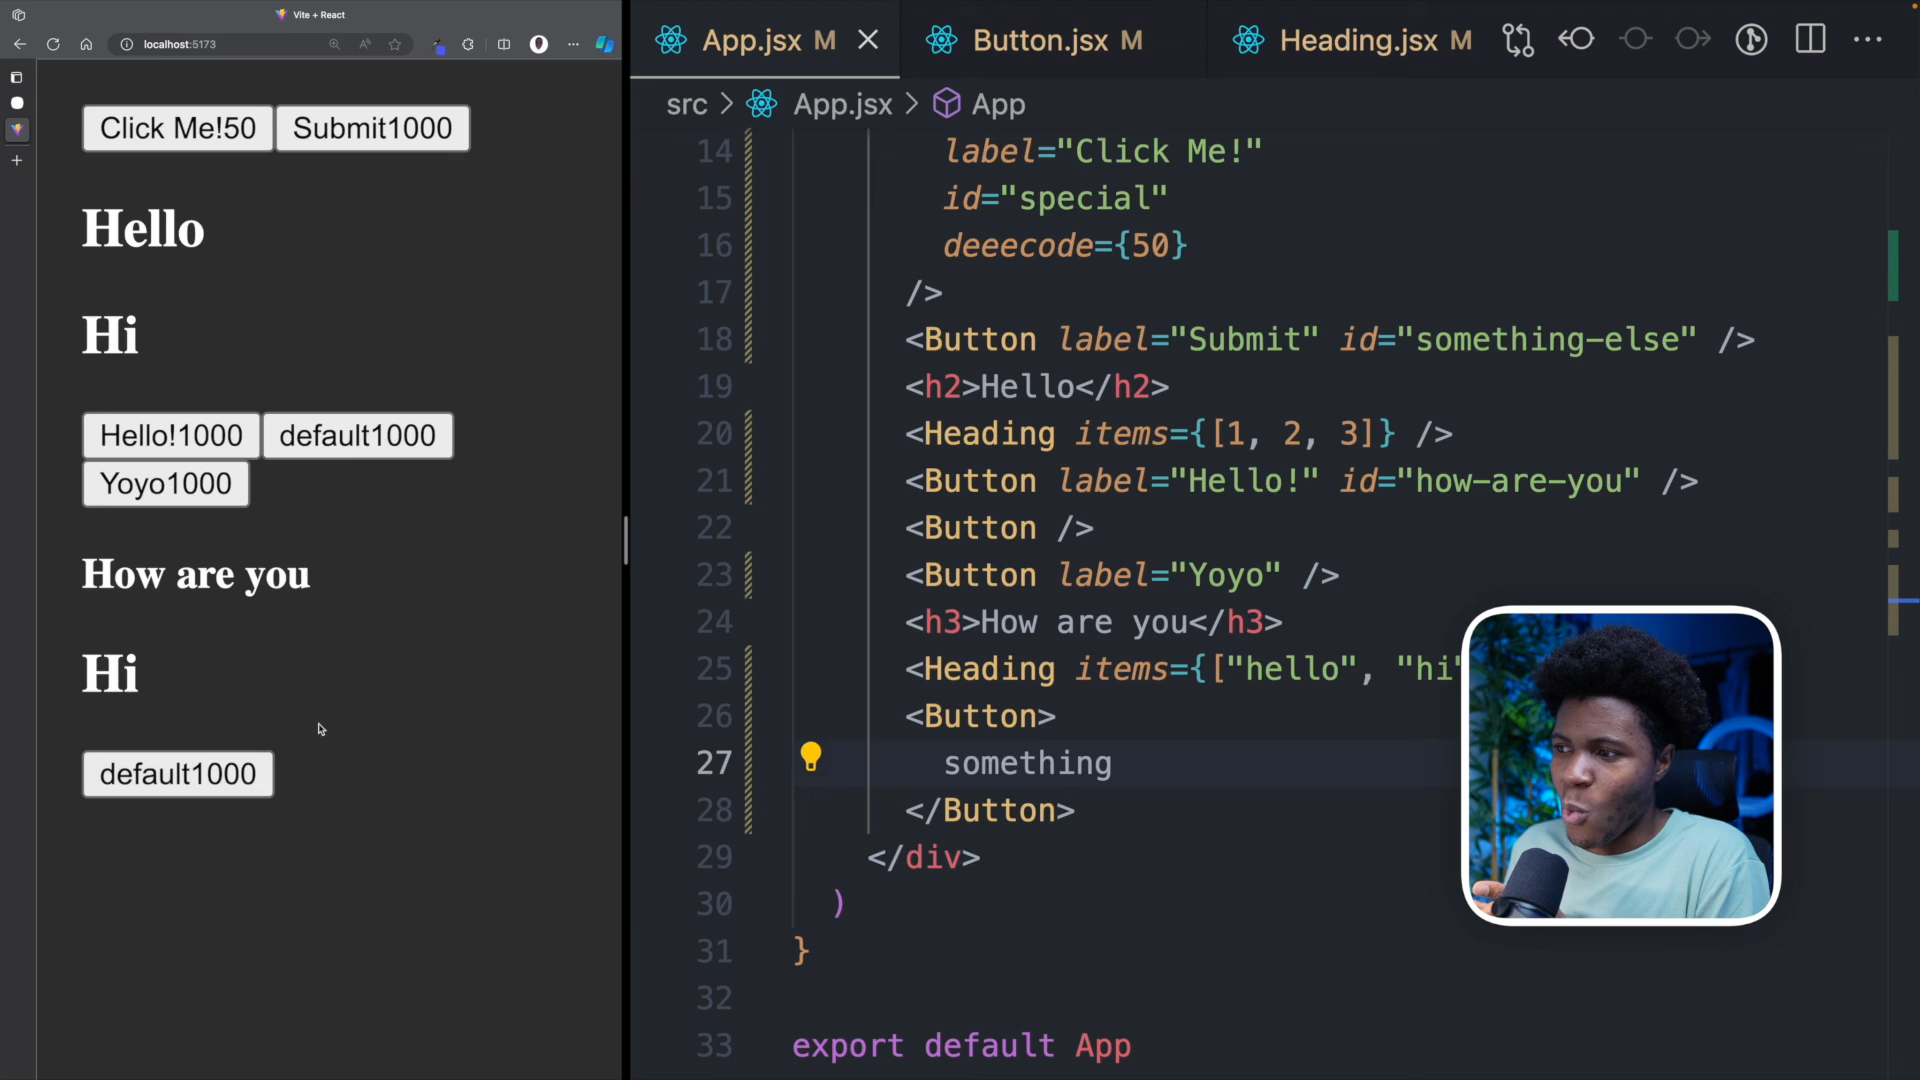 Vite + React
localhost:5173
Click Me!50 Submit1000
Hello
Hi
Hello!1000 default1000
Yoyo1000
How are you
Hi
default1000
App.jsx M Button.jsx M Heading.jsx M
src > App.jsx > App
14 label="Click Me!"
15 id="special"
16 deeecode={50}
17 />
18 <Button label="Submit" id="something-else" />
19 <h2>Hello</h2>
20 <Heading items={[1, 2, 3]} />
21 <Button label="Hello!" id="how-are-you" />
22 <Button />
23 <Button label="Yoyo" />
24 <h3>How are you</h3>
25 <Heading items={["hello", "hi"
26 <Button>
27 something
28 </Button>
29 </div>
30 )
31 }
32
33 export default App